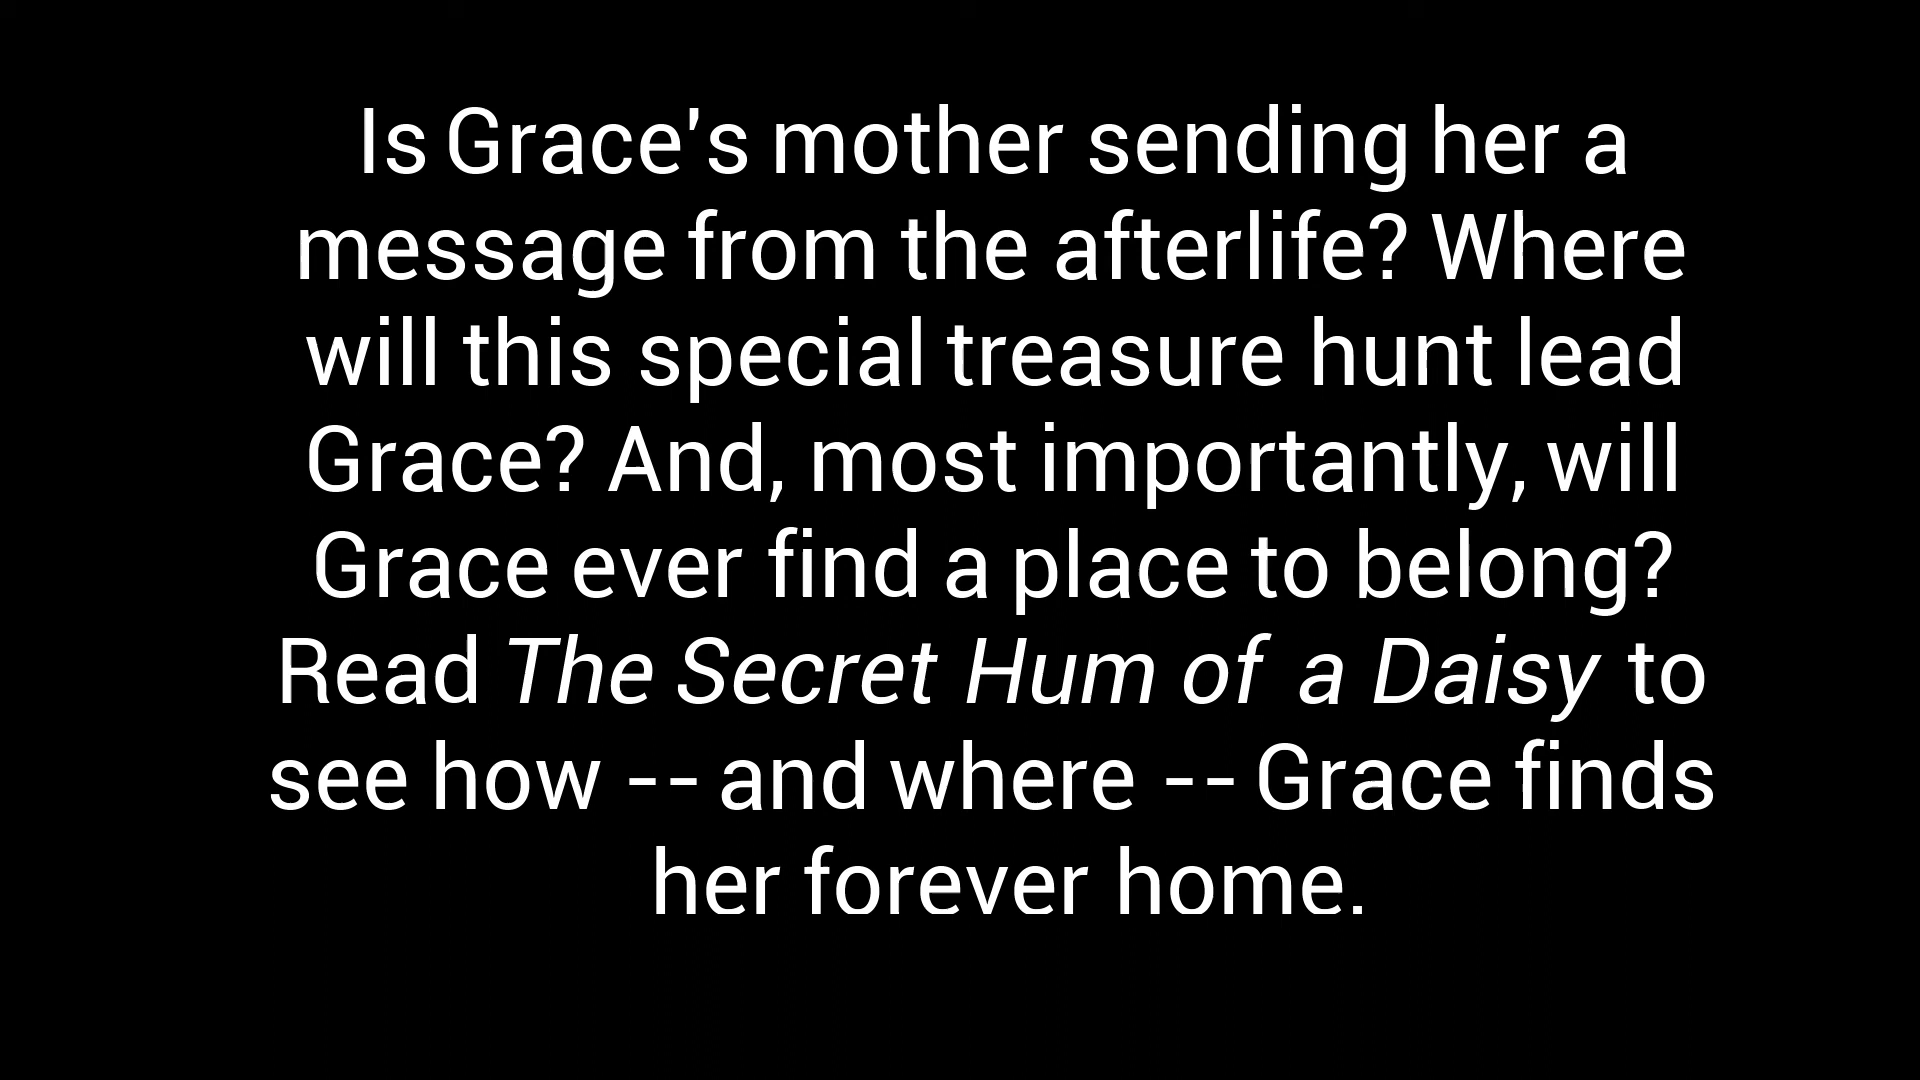 Is Grace's mother sending her a
message from the afterlife? Where
will this special treasure hunt lead
Grace? And, most importantly, will
Grace ever find a place to belong?
Read The Secret Hum of a Daisy to
see how -- and where -- Grace finds
her forever home.